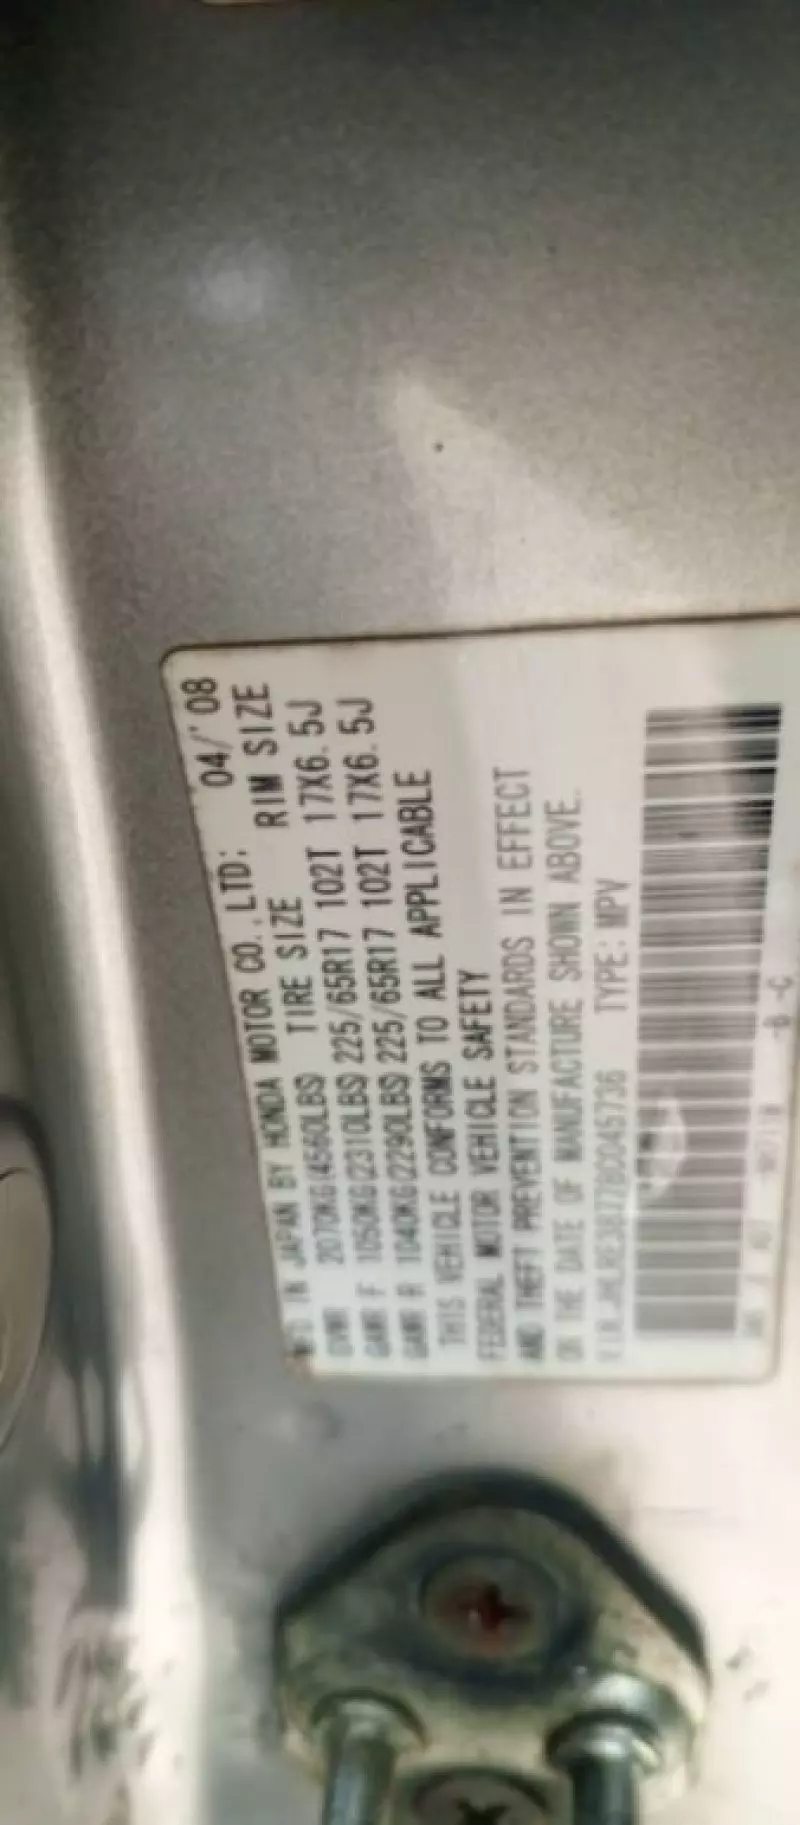 MFD IN JAPAN BY HONDA MOTOR CO.,LTD: 04/'08
GVWR 2070KG(4560LBS) TIRE SIZE RIM SIZE
GAWR F 1050KG(2310LBS) 225/65R17 102T 17X6.5J
GAWR R 1040KG(2290LBS) 225/65R17 102T 17X6.5J
THIS VEHICLE CONFORMS TO ALL APPLICABLE
FEDERAL MOTOR VEHICLE SAFETY
AND THEFT PREVENTION STANDARDS IN EFFECT
ON THE DATE OF MANUFACTURE SHOWN ABOVE.
TYPE: MPV